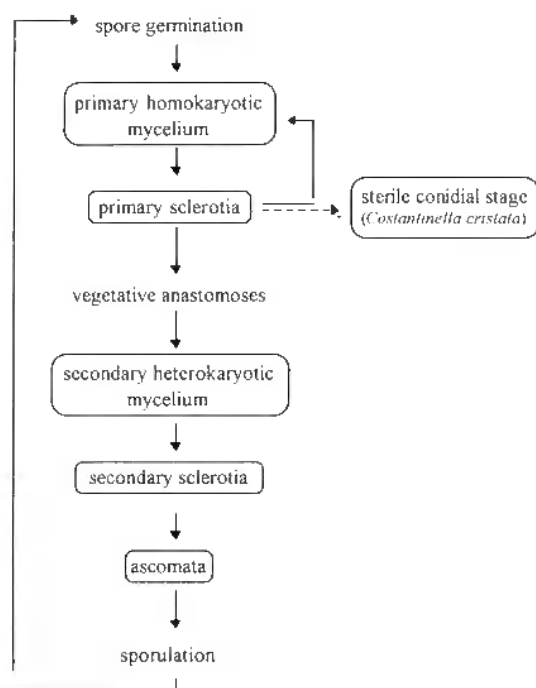 spore germination
primary homokaryotic
mycelium
primary sclerotia
sterile conidial stage
(Costantinella cristata)
vegetative anastomoses
secondary heterokaryotic
mycelium
secondary sclerotia
ascomata
sporulation